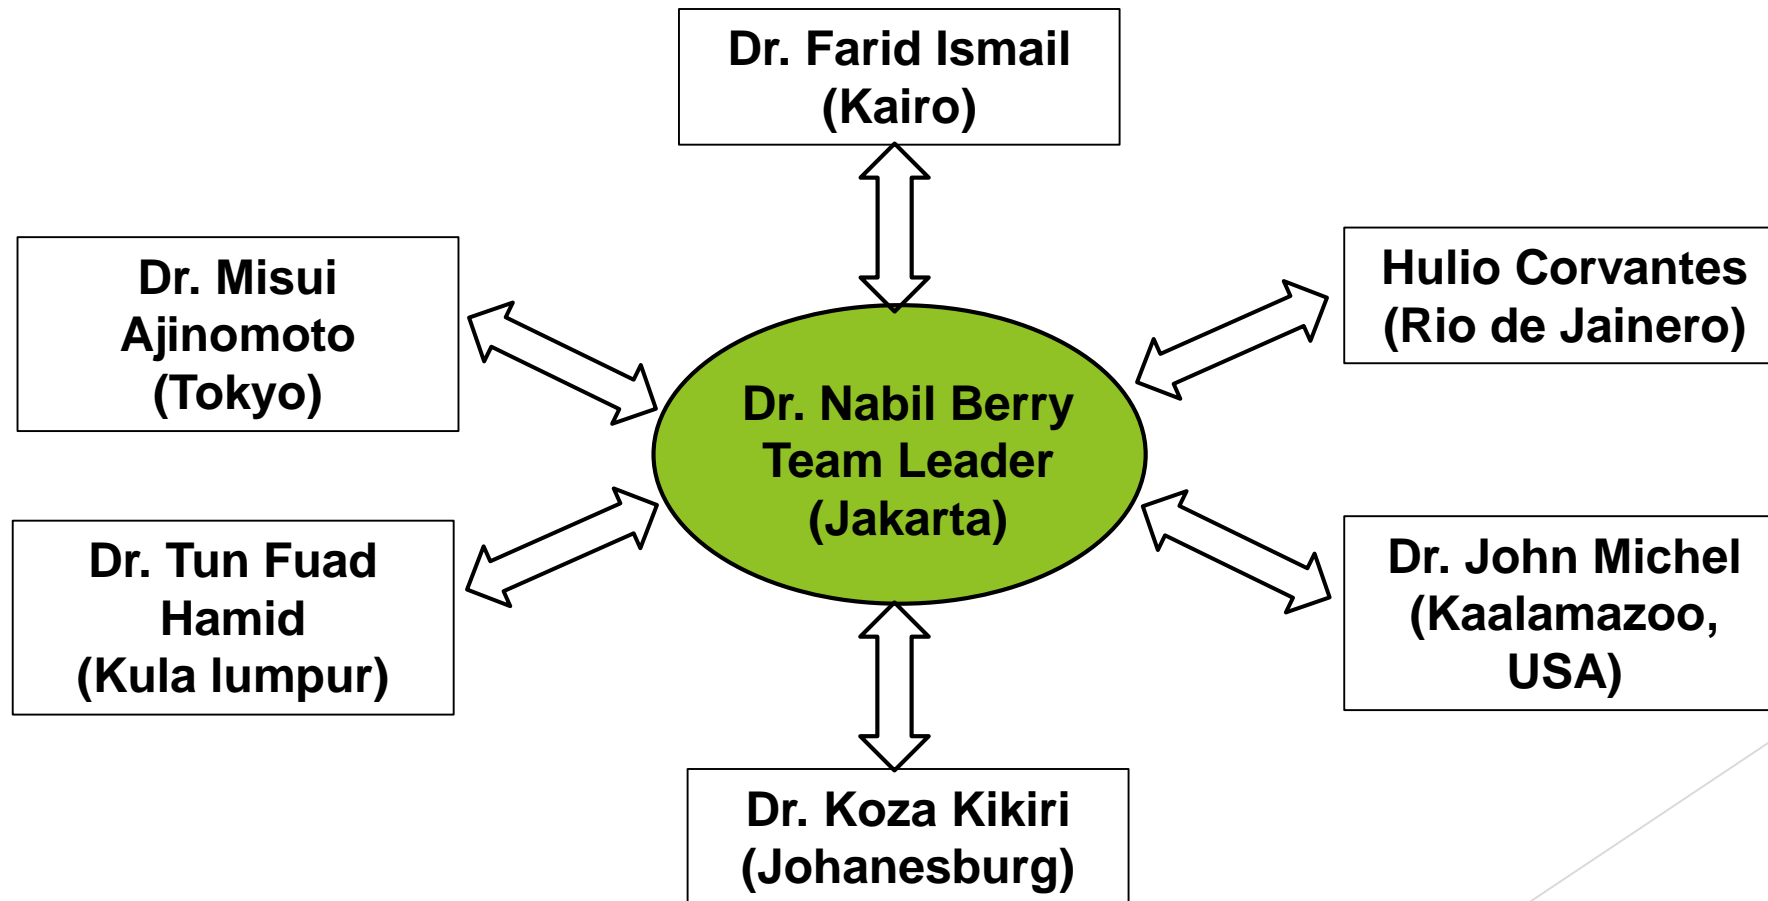 Dr. Farid Ismail
(Kairo)
Dr. Misui
Ajinomoto
(Tokyo)
Hulio Corvantes
(Rio de Jainero)
Dr. Nabil Berry
Team Leader
(Jakarta)
Dr. Tun Fuad
Hamid
(Kula lumpur)
Dr. John Michel
(Kaalamazoo,
USA)
Dr. Koza Kikiri
(Johanesburg)